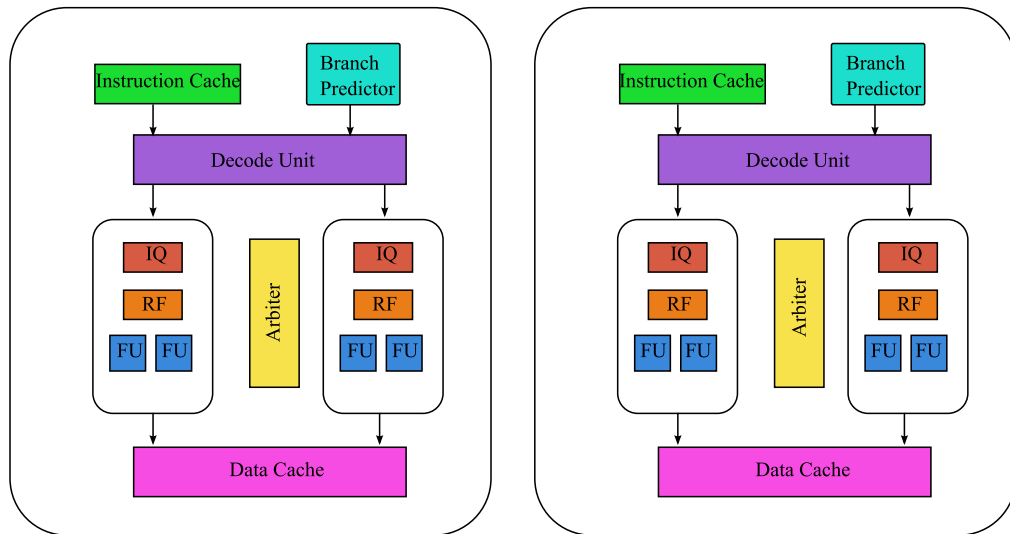 Instruction Cache
Branch
Predictor
Decode Unit
IQ
RF
FU FU
Arbiter
IQ
RF
FU FU
Data Cache
Instruction Cache
Branch
Predictor
Decode Unit
IQ
RF
FU FU
Arbiter
IQ
RF
FU FU
Data Cache